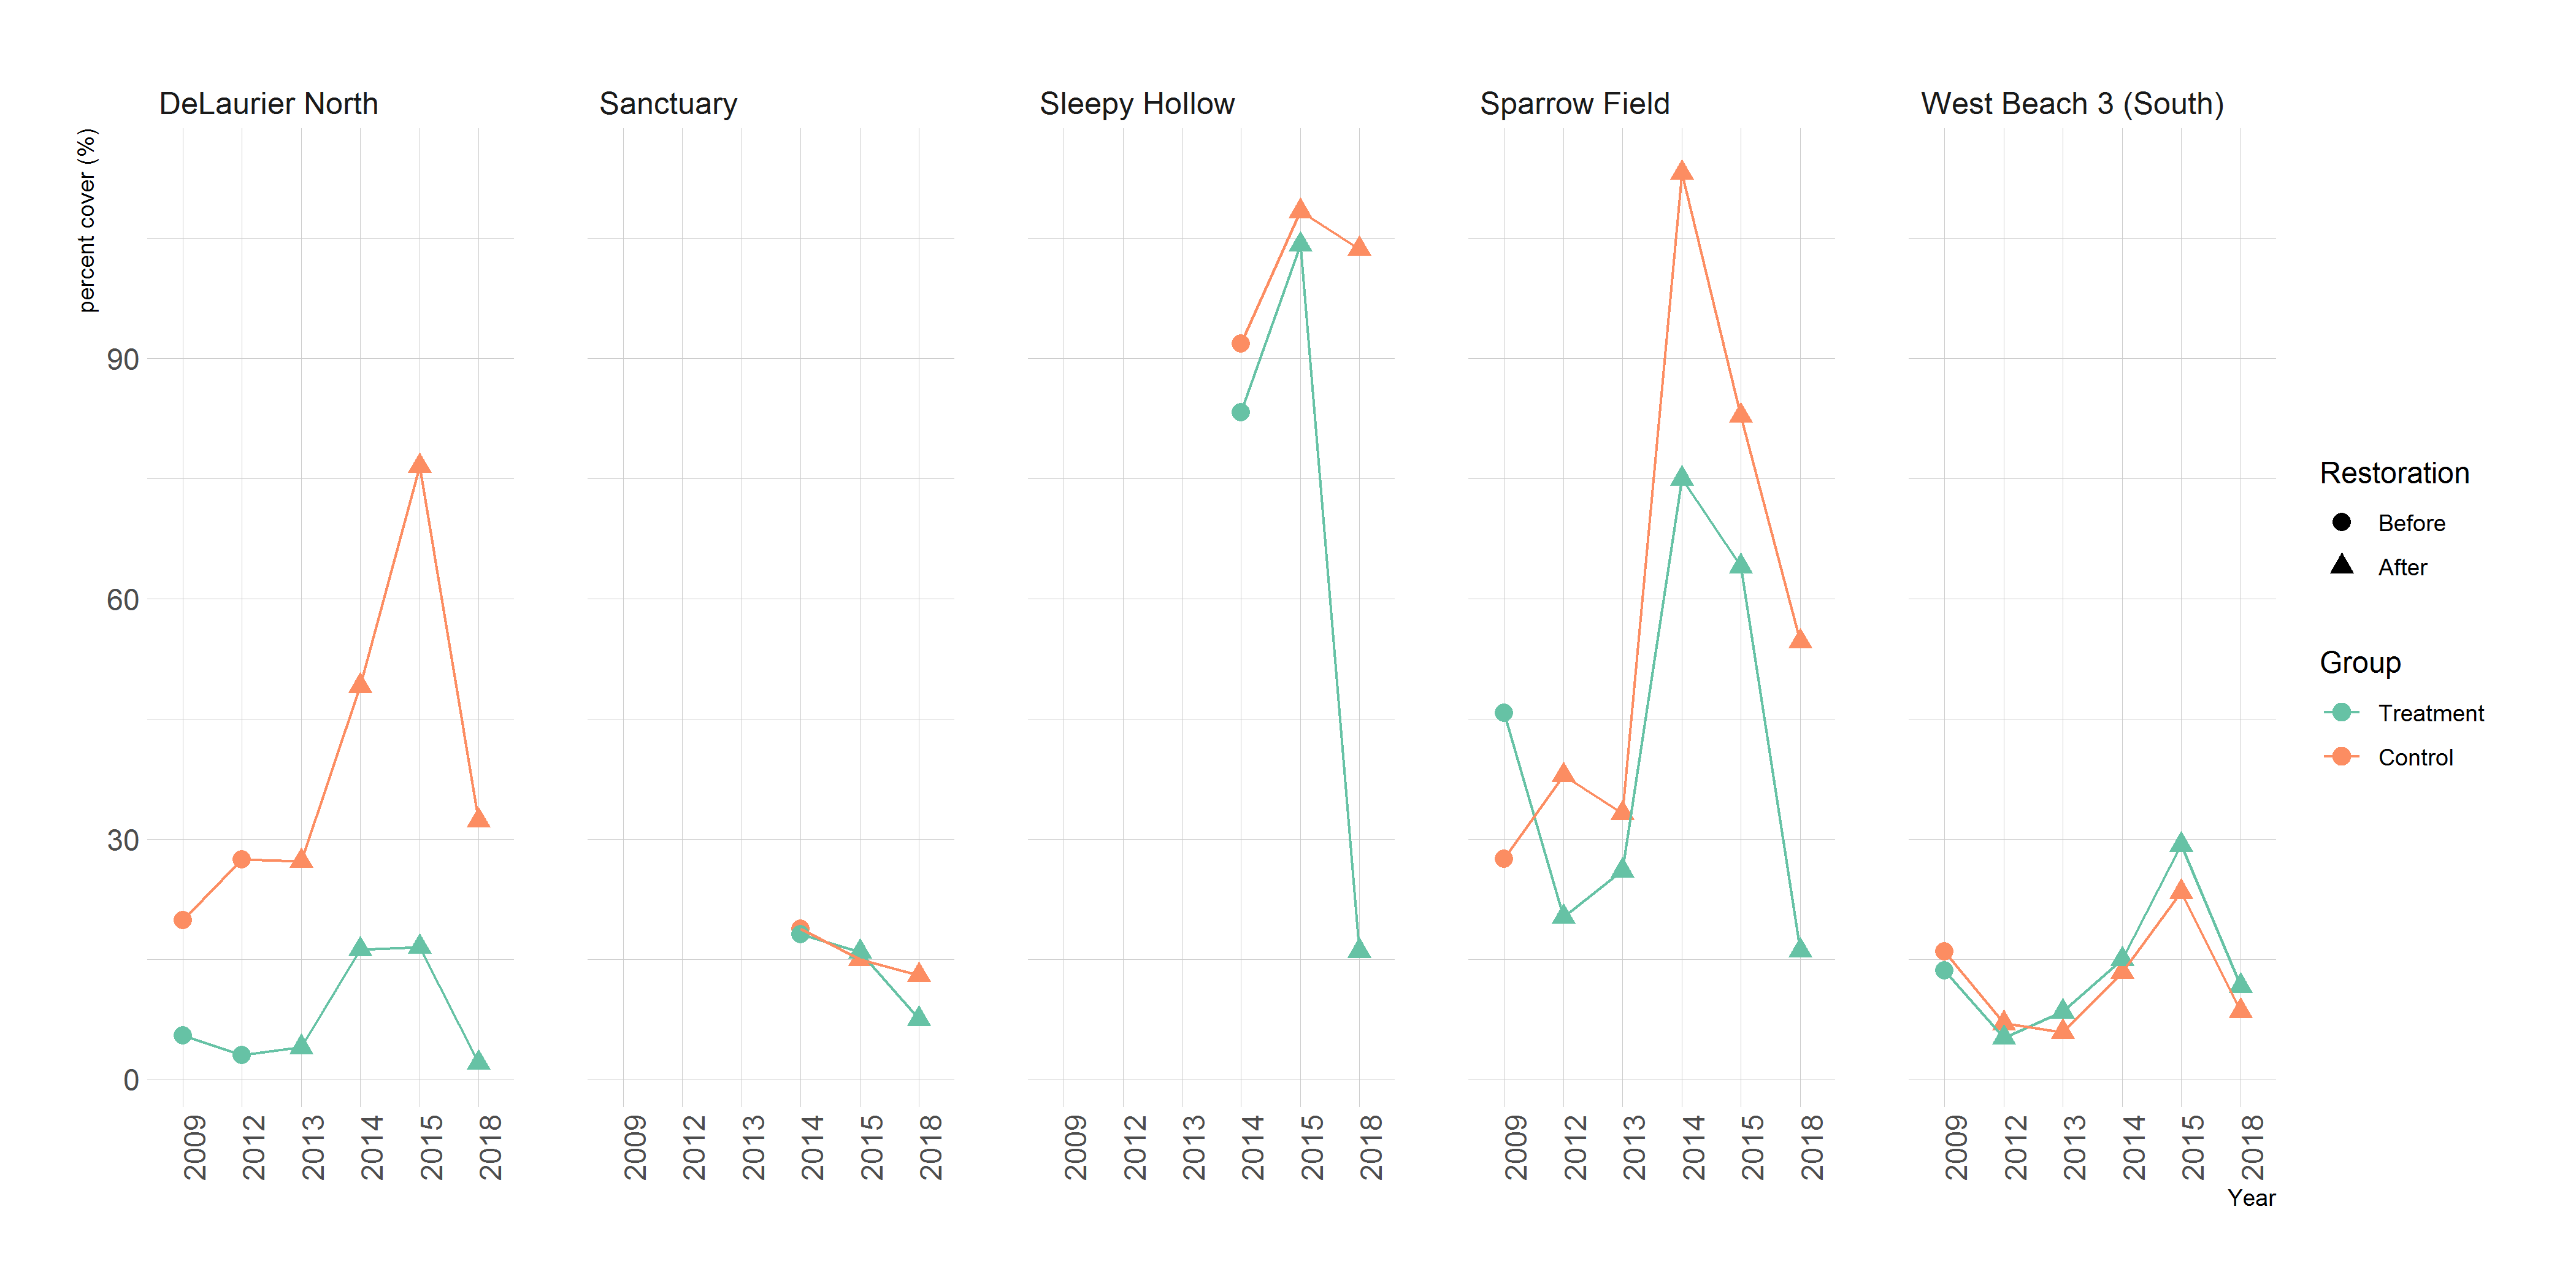 DeLaurier North
Sanctuary
Sleepy Hollow
Sparrow Field
West Beach 3 (South)
percent cover (%)
90
60
30
0
2009 2012 2013 2014 2015 2018
2009 2012 2013 2014 2015 2018
2009 2012 2013 2014 2015 2018
2009 2012 2013 2014 2015 2018
2009 2012 2013 2014 2015 2018
Year
Restoration
Before
After
Group
Treatment
Control